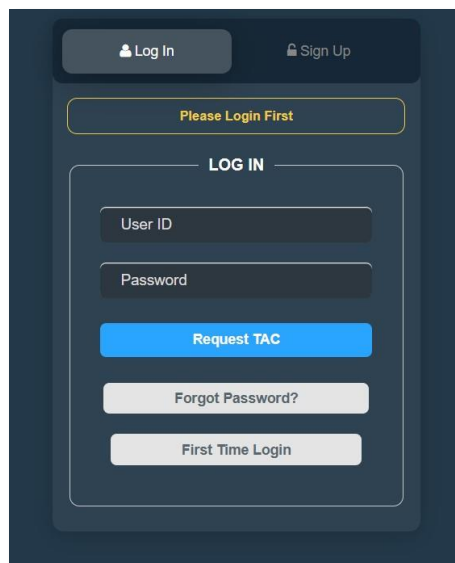 Log In
Sign Up
Please Login First
LOG IN
User ID
Password
Request TAC
Forgot Password?
First Time Login